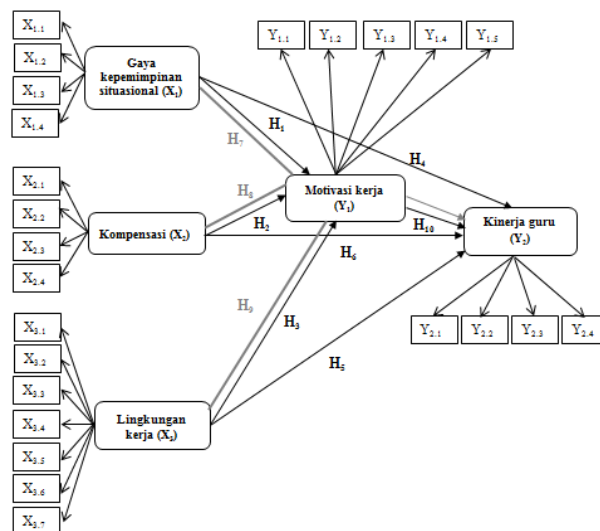 X1.1
X1.2
X1.3
X1.4
Gaya
kepemimpinan
situasional (X1)
Y1.1
Y1.2
Y1.3
Y1.4
Y1.5
H1
H7
H4
X2.1
X2.2
X2.3
X2.4
Kompensasi (X2)
H8
H2
Motivasi kerja
(Y1)
H10
H6
Kinerja guru
(Y2)
X3.1
X3.2
X3.3
X3.4
X3.5
X3.6
X3.7
Lingkungan
kerja (X3)
H9
H3
H5
Y2.1
Y2.2
Y2.3
Y2.4